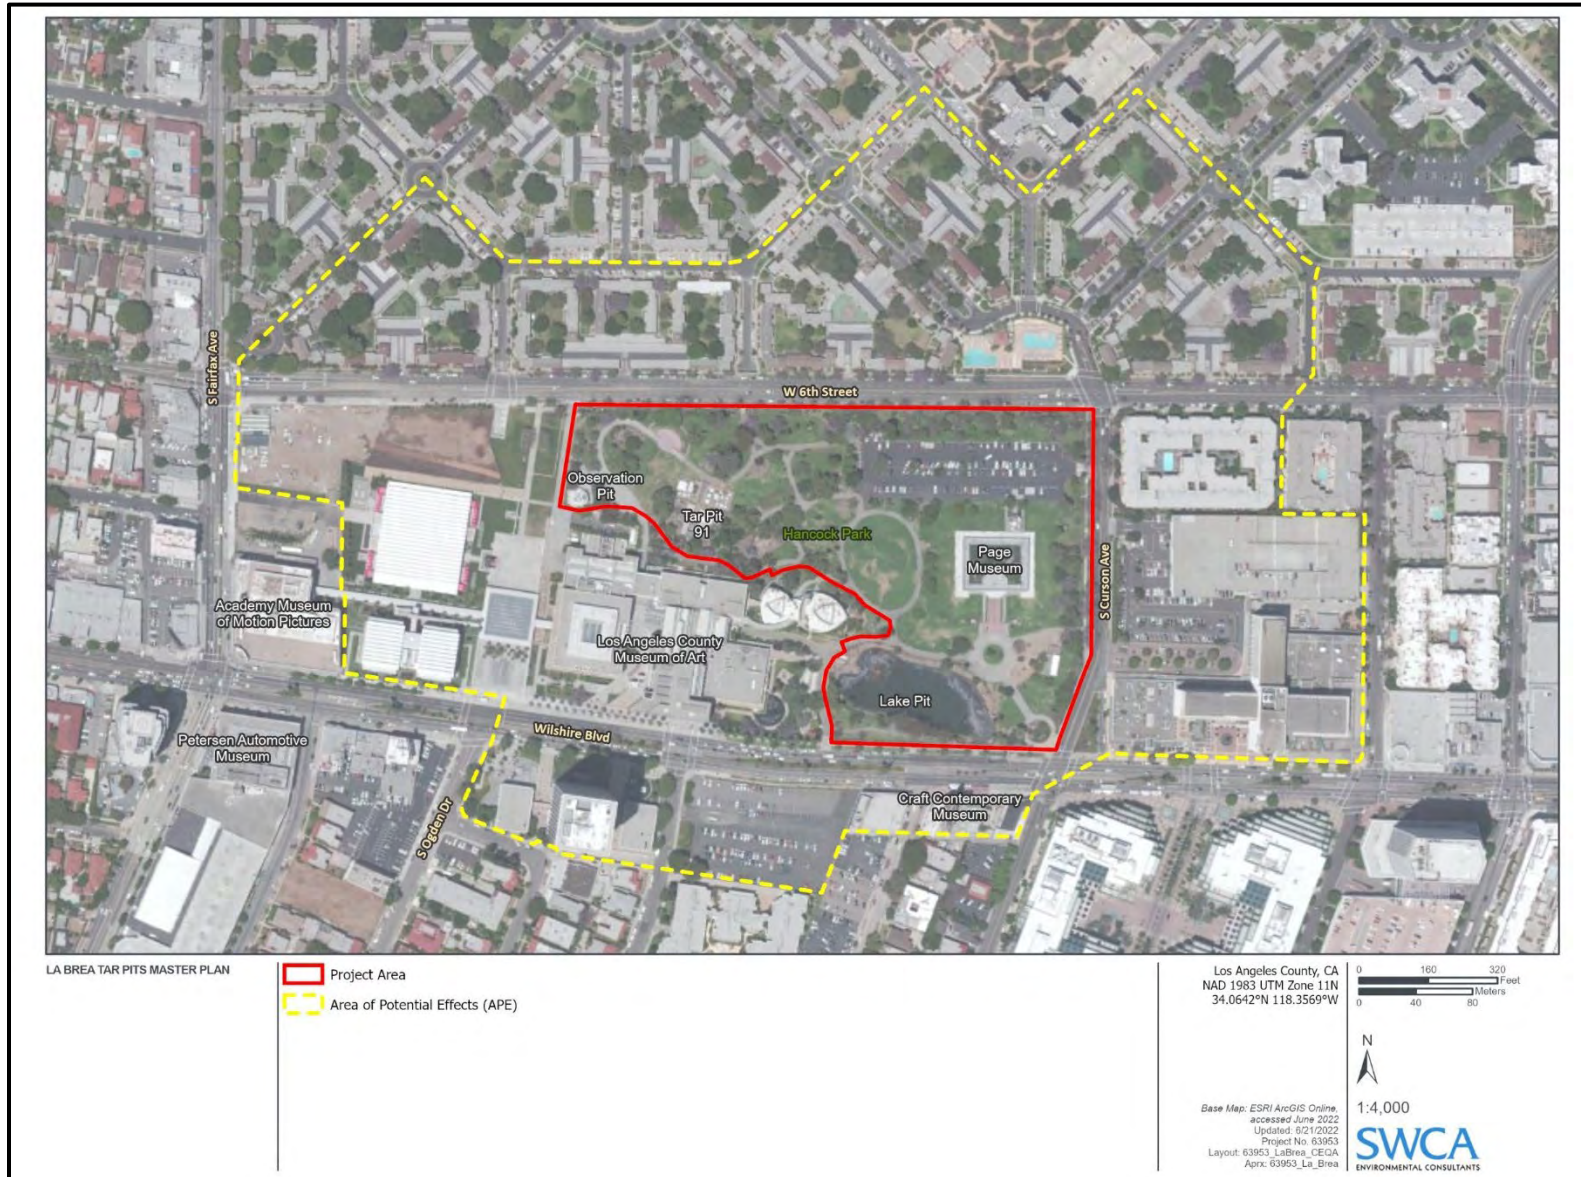 S Fairfax Ave
W 6th Street
Observation
Pit
Tar Pit
91
Hancock Park
Page
Museum
S Curson Ave
Academy Museum
of Motion Pictures
Los Angeles County
Museum of Art
Lake Pit
Wilshire Blvd
Petersen Automotive
Museum
S Ogden Dr
Craft Contemporary
Museum
LA BREA TAR PITS MASTER PLAN
Project Area
Area of Potential Effects (APE)
Los Angeles County, CA
NAD 1983 UTM Zone 11N
34.0642°N 118.3569°W
0 160 320
Feet
Meters
0 40 80
N
1:4,000
Base Map: ESRI ArcGIS Online,
accessed June 2022
Updated: 6/21/2022
Project No. 63953
Layout: 63953_LaBrea_CEQA
Aprx: 63953_La_Brea
SWCA
ENVIRONMENTAL CONSULTANTS